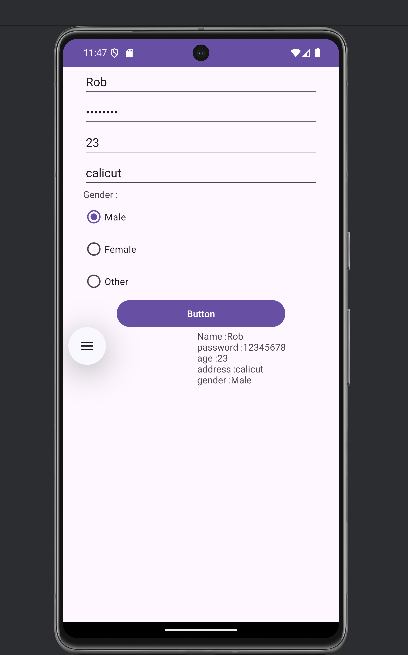 11:47
Rob
••••••••
23
calicut
Gender :
Male
Female
Other
Button
Name :Rob
password :12345678
age :23
address :calicut
gender :Male